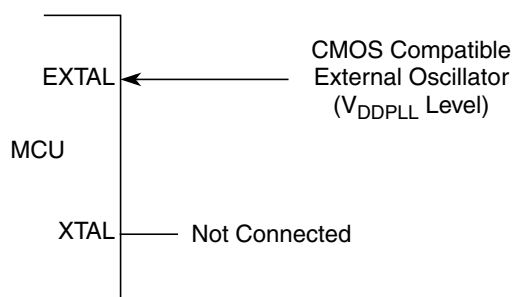 EXTAL
CMOS Compatible
External Oscillator
(VDDPLL Level)
MCU
XTAL
Not Connected